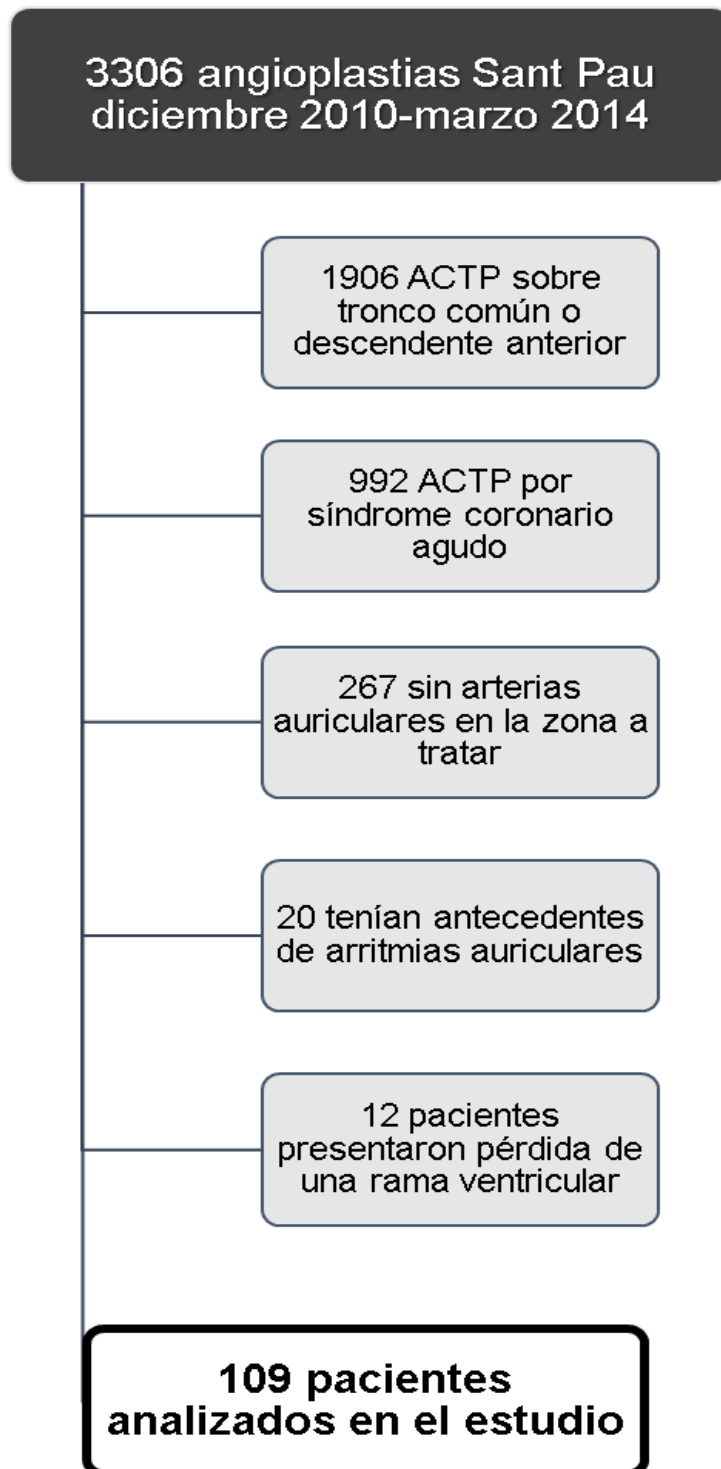 3306 angioplastias Sant Pau
diciembre 2010-marzo 2014
1906 ACTP sobre
tronco común o
descendente anterior
992 ACTP por
síndrome coronario
agudo
267 sin arterias
auriculares en la zona a
tratar
20 tenían antecedentes
de arritmias auriculares
12 pacientes
presentaron pérdida de
una rama ventricular
109 pacientes
analizados en el estudio